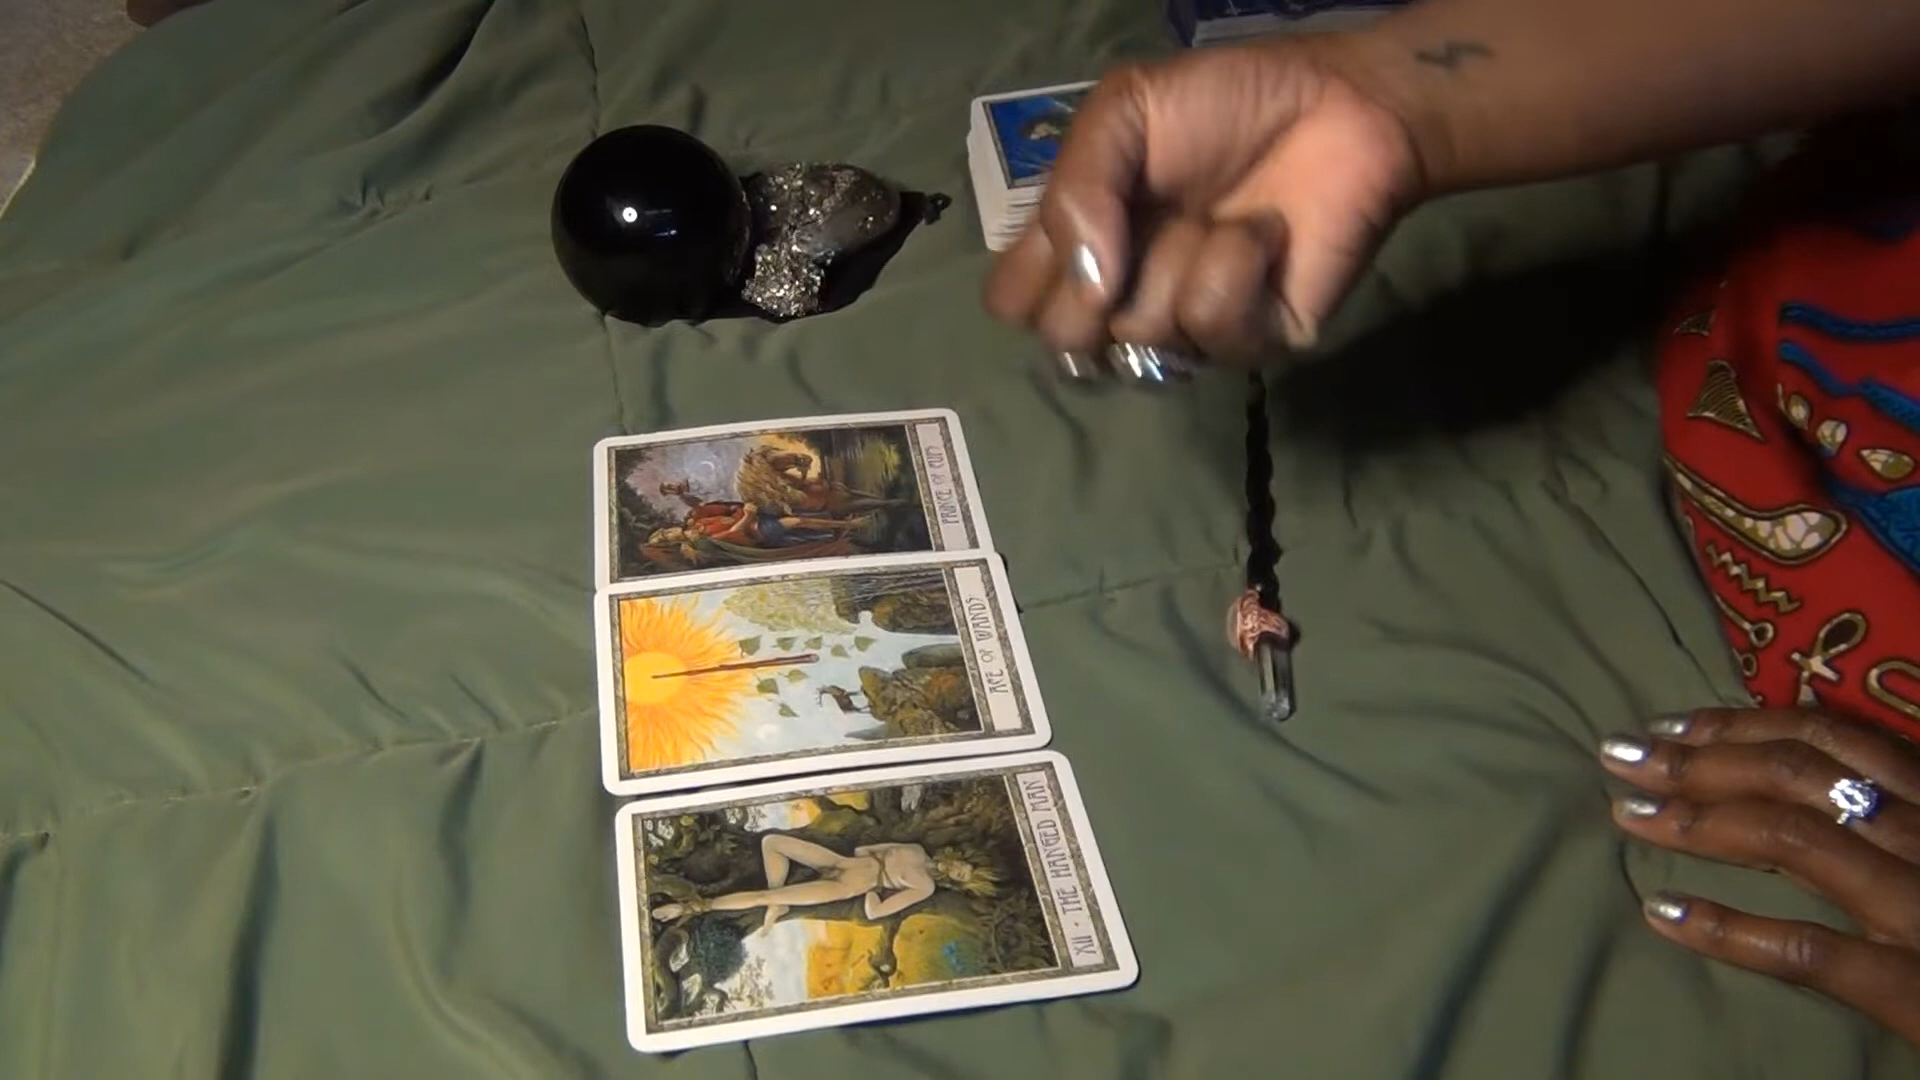 PRINCE OF CUPS
ACE OF WANDS
XII · THE HANGED MAN